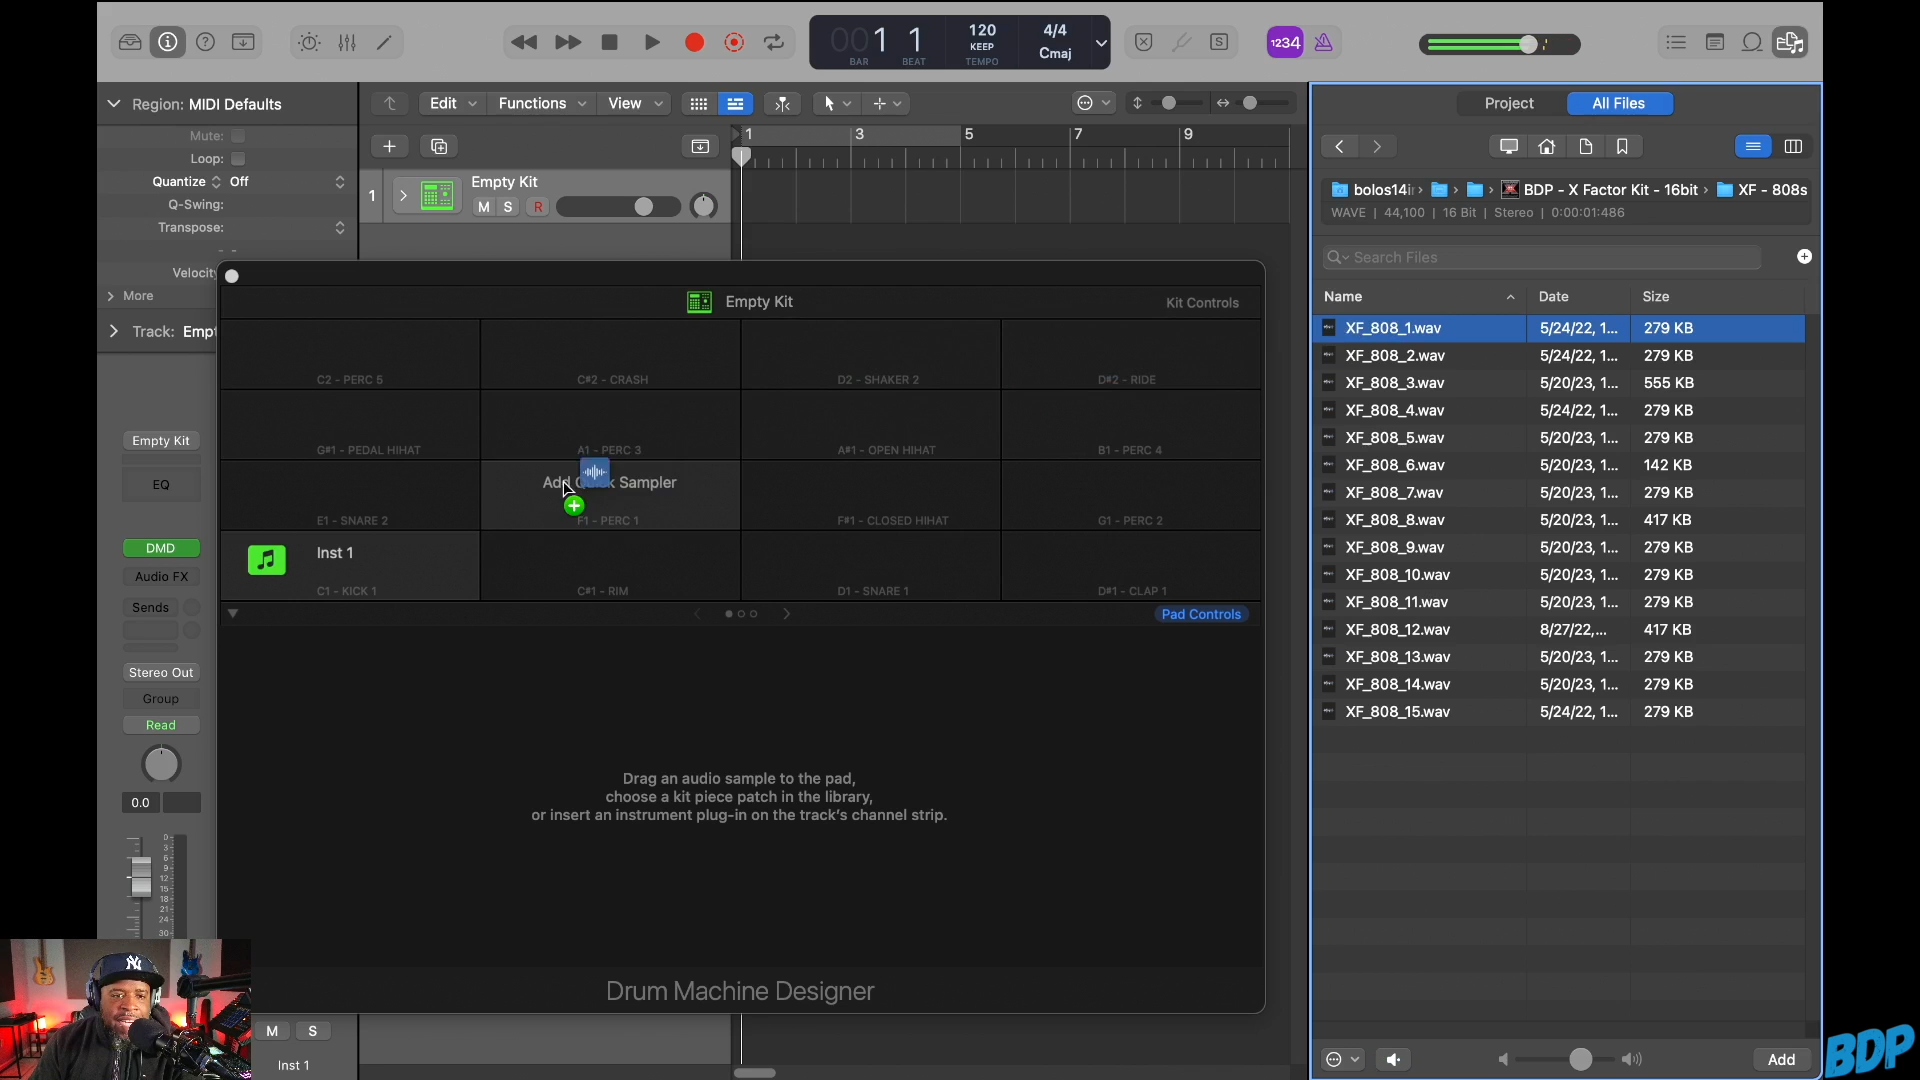 1234
001 1
BAR BEAT
120
KEEP
TEMPO
4/4
Cmaj
Region: MIDI Defaults
Mute:
Loop:
Quantize Off
Q-Swing:
Transpose:
Velocity
More
Track: Empt
Edit Functions View
1 3 5 7 9
1 Empty Kit
M S R
Project All Files
bolos14i BDP - X Factor Kit - 16bit XF - 808s
WAVE | 44,100 | 16 Bit | Stereo | 0:00:01:486
Search Files
Name Date Size
XF_808_1.wav 5/24/22, 1... 279 KB
XF_808_2.wav 5/24/22, 1... 279 KB
XF_808_3.wav 5/20/23, 1... 555 KB
XF_808_4.wav 5/24/22, 1... 279 KB
XF_808_5.wav 5/20/23, 1... 279 KB
XF_808_6.wav 5/20/23, 1... 142 KB
XF_808_7.wav 5/20/23, 1... 279 KB
XF_808_8.wav 5/20/23, 1... 417 KB
XF_808_9.wav 5/20/23, 1... 279 KB
XF_808_10.wav 5/20/23, 1... 279 KB
XF_808_11.wav 5/20/23, 1... 279 KB
XF_808_12.wav 8/27/22,... 417 KB
XF_808_13.wav 5/20/23, 1... 279 KB
XF_808_14.wav 5/20/23, 1... 279 KB
XF_808_15.wav 5/24/22, 1... 279 KB
Add
Empty Kit
Kit Controls
C2 - PERC 5 C#2 - CRASH D2 - SHAKER 2 D#2 - RIDE
G#1 - PEDAL HIHAT A1 - PERC 3 A#1 - OPEN HIHAT B1 - PERC 4
Add Sampler
E1 - SNARE 2 F1 - PERC 1 F#1 - CLOSED HIHAT G1 - PERC 2
Inst 1
C1 - KICK 1 C#1 - RIM D1 - SNARE 1 D#1 - CLAP 1
Pad Controls
Drag an audio sample to the pad,
choose a kit piece patch in the library,
or insert an instrument plug-in on the track's channel strip.
Drum Machine Designer
Empty Kit
EQ
DMD
Audio FX
Sends
Stereo Out
Group
Read
0.0
0
3
6
9
12
15
18
21
24
30
M S
Inst 1
NY
BDP